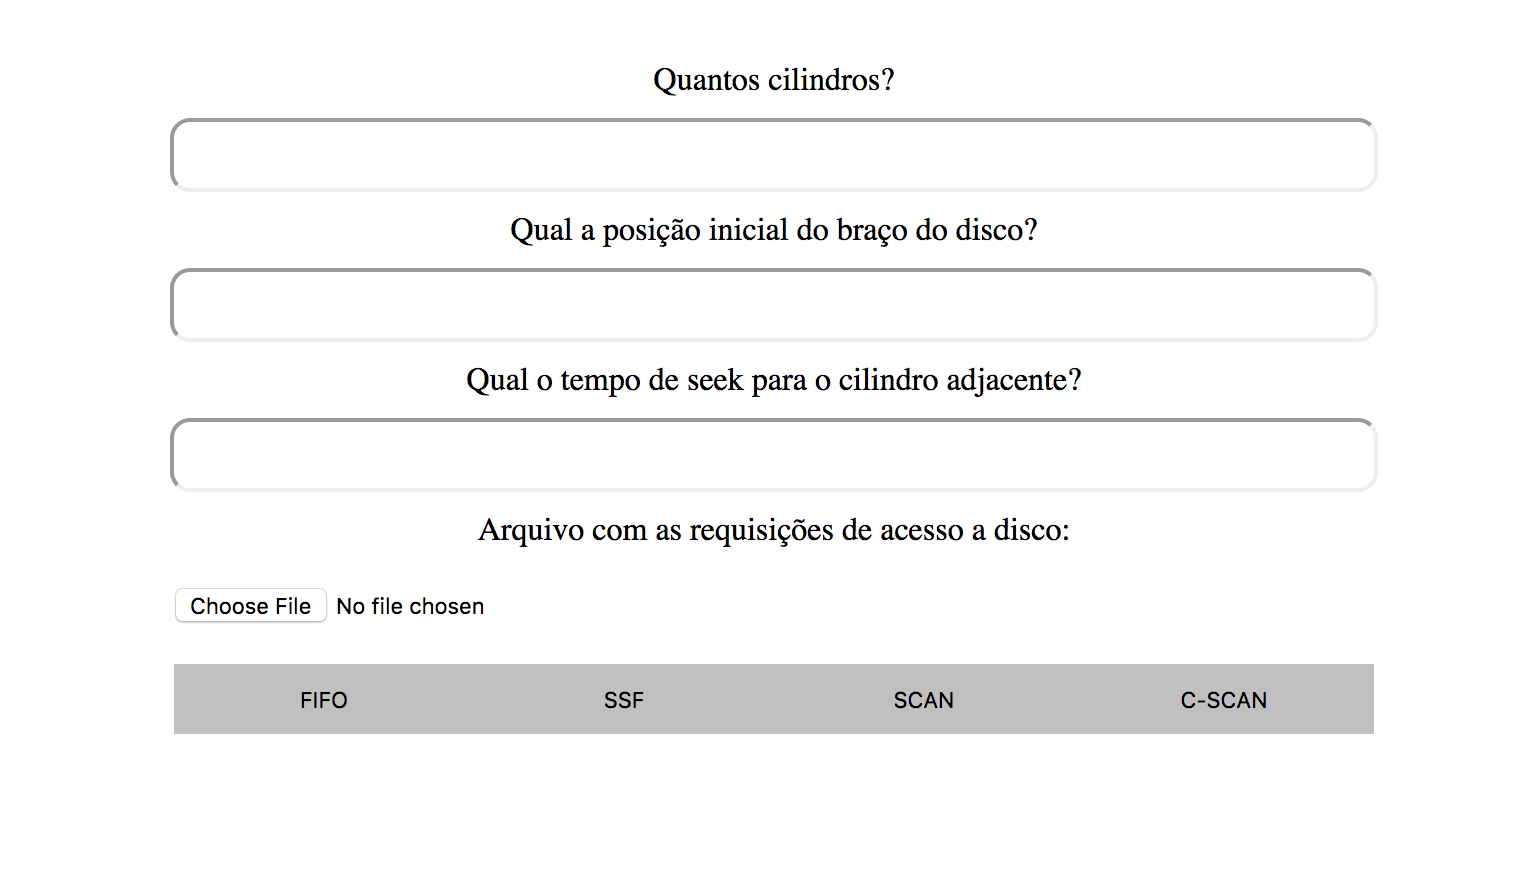 Quantos cilindros?
Qual a posição inicial do braço do disco?
Qual o tempo de seek para o cilindro adjacente?
Arquivo com as requisições de acesso a disco:
Choose File No file chosen
FIFO SSF SCAN C-SCAN